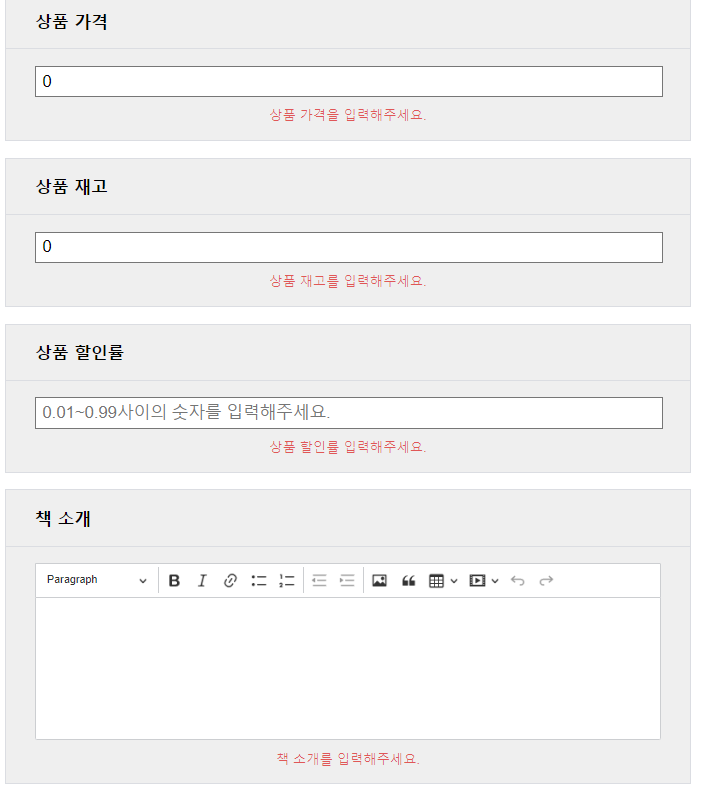 상품 가격
0
상품 가격을 입력해주세요.
상품 재고
0
상품 재고를 입력해주세요.
상품 할인률
0.01~0.99사이의 숫자를 입력해주세요.
상품 할인률 입력해주세요.
책 소개
Paragraph
책 소개를 입력해주세요.